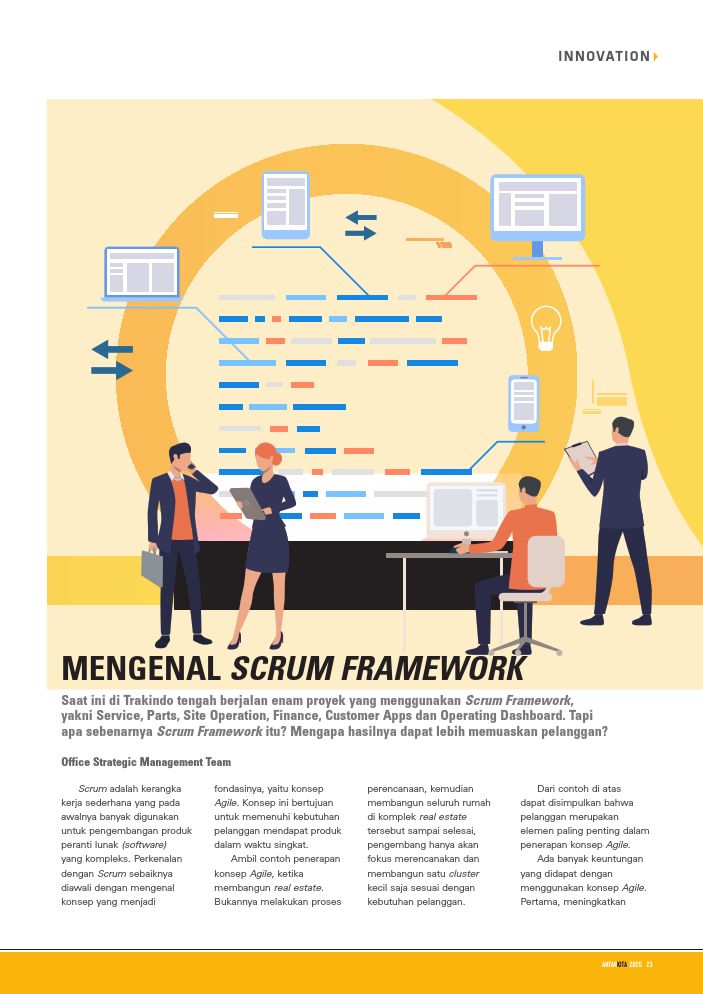 INNOVATION
MENGENAL SCRUM FRAMEWORK
Saat ini di Trakindo tengah berjalan enam proyek yang menggunakan Scrum Framework,
yakni Service, Parts, Site Operation, Finance, Customer Apps dan Operating Dashboard. Tapi
apa sebenarnya Scrum Framework itu? Mengapa hasilnya dapat lebih memuaskan pelanggan?
Office Strategic Management Team
Scrum adalah kerangka
kerja sederhana yang pada
awalnya banyak digunakan
untuk pengembangan produk
peranti lunak (software)
yang kompleks. Perkenalan
dengan Scrum sebaiknya
diawali dengan mengenal
konsep yang menjadi
fondasinya, yaitu konsep
Agile. Konsep ini bertujuan
untuk memenuhi kebutuhan
pelanggan mendapat produk
dalam waktu singkat.
Ambil contoh penerapan
konsep Agile, ketika
membangun real estate.
Bukannya melakukan proses
perencanaan, kemudian
membangun seluruh rumah
di komplek real estate
tersebut sampai selesai,
pengembang hanya akan
fokus merencanakan dan
membangun satu cluster
kecil saja sesuai dengan
kebutuhan pelanggan.
Dari contoh di atas
dapat disimpulkan bahwa
pelanggan merupakan
elemen paling penting dalam
penerapan konsep Agile.
Ada banyak keuntungan
yang didapat dengan
menggunakan konsep Agile.
Pertama, meningkatkan
ANTARKITA 2020 23